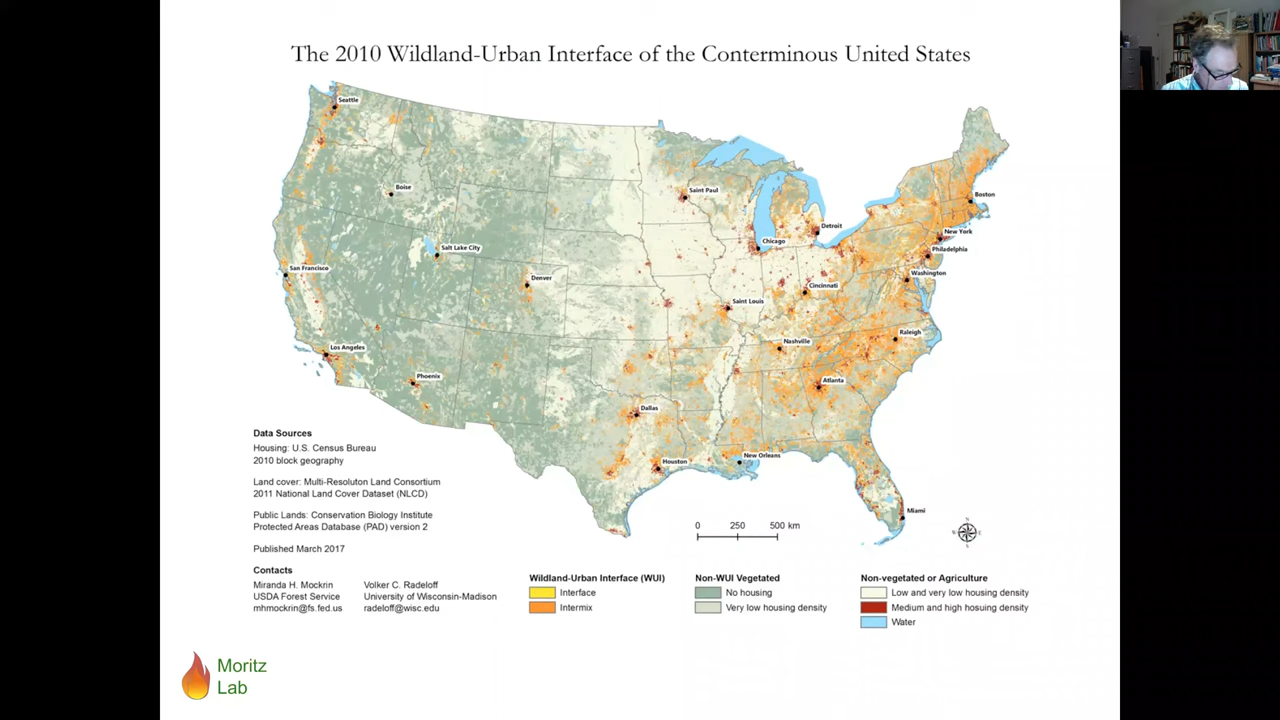 The 2010 Wildland-Urban Interface of the Conterminous United States
Seattle
Boise
Salt Lake City
San Francisco
Denver
Los Angeles
Phoenix
Saint Paul
Chicago
Detroit
Boston
New York
Philadelphia
Washington
Cincinnati
Saint Louis
Nashville
Raleigh
Atlanta
Dallas
Houston
New Orleans
Miami
Data Sources
Housing: U.S. Census Bureau
2010 block geography
Land cover: Multi-Resoluton Land Consortium
2011 National Land Cover Dataset (NLCD)
Public Lands: Conservation Biology Institute
Protected Areas Database (PAD) version 2
Published March 2017
Contacts
Miranda H. Mockrin
USDA Forest Service
mhmockrin@fs.fed.us
Volker C. Radeloff
University of Wisconsin-Madison
radeloff@wisc.edu
0 250 500 km
Wildland-Urban Interface (WUI)
Interface
Intermix
Non-WUI Vegetated
No housing
Very low housing density
Non-vegetated or Agriculture
Low and very low housing density
Medium and high hosuing density
Water
Moritz
Lab